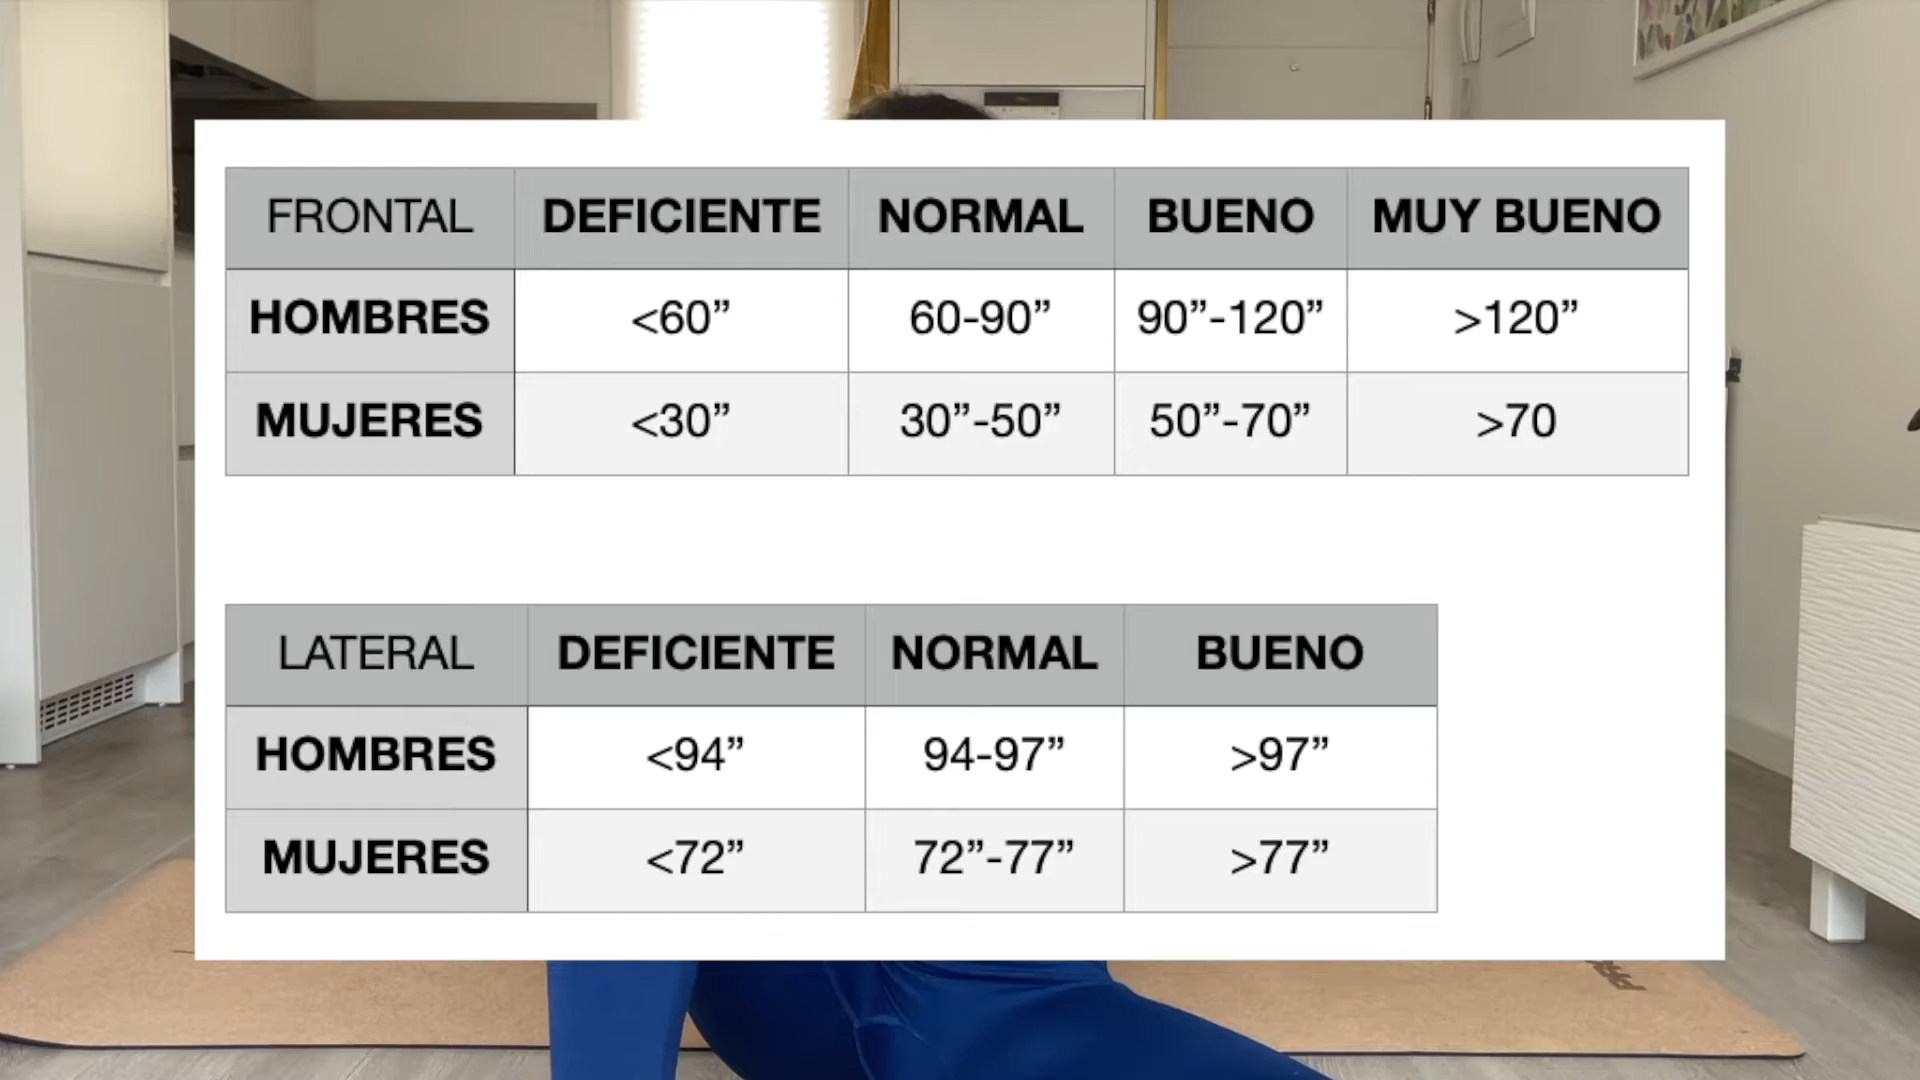 FRONTAL DEFICIENTE NORMAL BUENO MUY BUENO
HOMBRES <60” 60-90” 90”-120” >120”
MUJERES <30” 30”-50” 50”-70” >70
LATERAL DEFICIENTE NORMAL BUENO
HOMBRES <94” 94-97” >97”
MUJERES <72” 72”-77” >77”